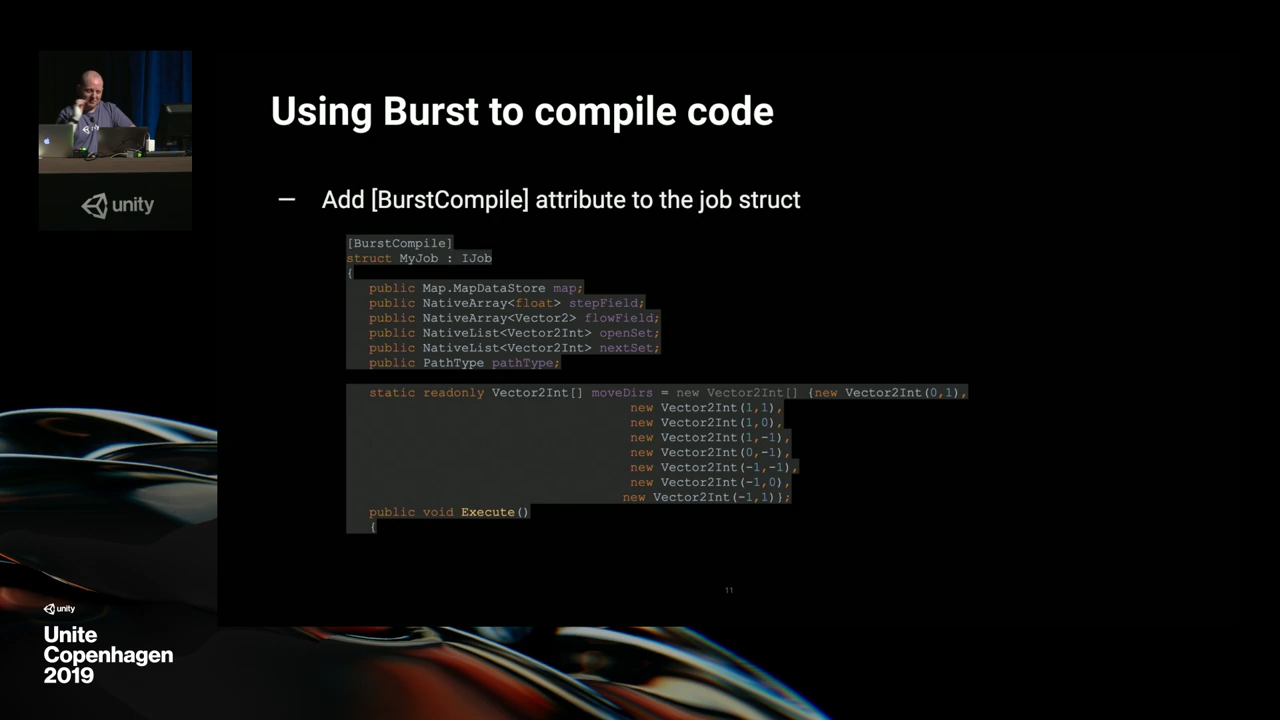 Using Burst to compile code
— Add [BurstCompile] attribute to the job struct
[BurstCompile]
struct MyJob : IJob
{
public Map.MapDataStore map;
public NativeArray<float> stepField;
public NativeArray<Vector2> flowField;
public NativeList<Vector2Int> openSet;
public NativeList<Vector2Int> nextSet;
public PathType pathType;
static readonly Vector2Int[] moveDirs = new Vector2Int[] {new Vector2Int(0,1),
new Vector2Int(1,1),
new Vector2Int(1,0),
new Vector2Int(1,-1),
new Vector2Int(0,-1),
new Vector2Int(-1,-1),
new Vector2Int(-1,0),
new Vector2Int(-1,1)};
public void Execute()
{
11
unity
unity
Unite
Copenhagen
2019